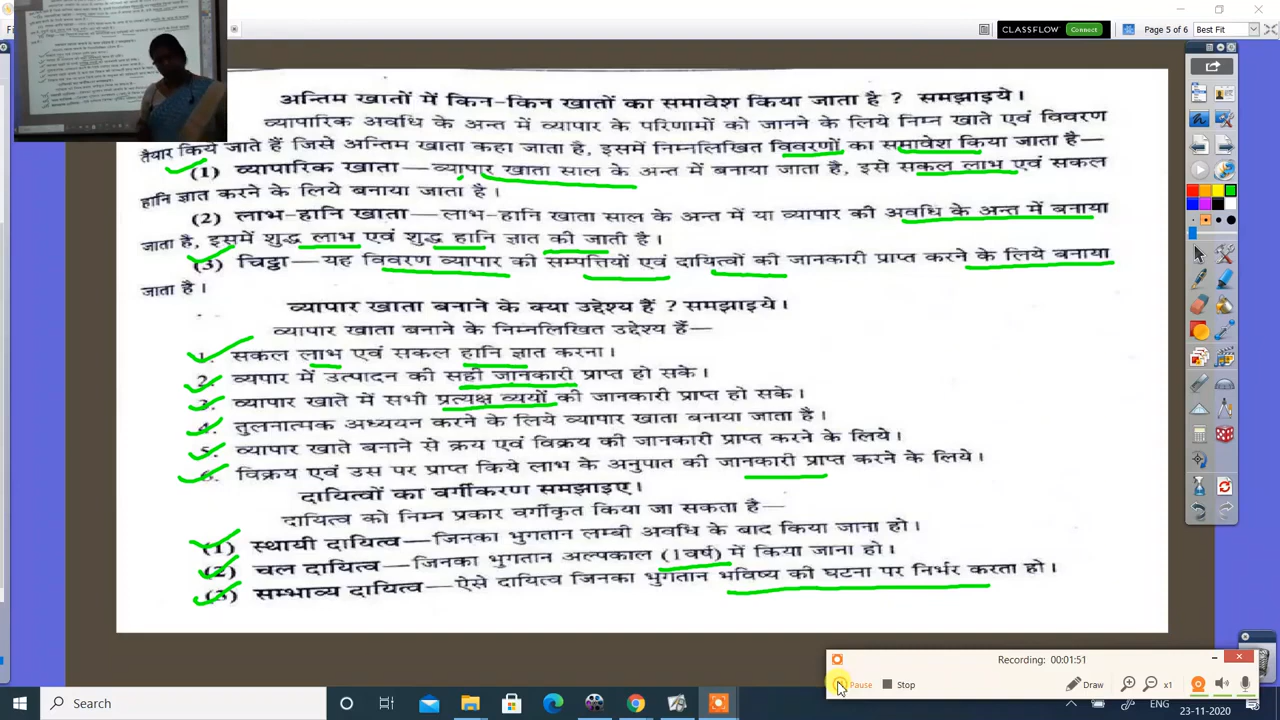 CLASSFLOW Connect Page 5 of 6 Best Fit
अन्तिम खातों में किन-किन खातों का समावेश किया जाता है ? समझाइये।
व्यापारिक अवधि के अन्त में व्यापार के परिणामों को जानने के लिये निम्न खाते एवं विवरण
तैयार किये जाते हैं जिसे अन्तिम खाता कहा जाता है, इसमें निम्नलिखित विवरणों का समावेश किया जाता है—
(1) व्यापारिक खाता—व्यापार खाता साल के अन्त में बनाया जाता है, इसे सकल लाभ एवं सकल
हानि ज्ञात करने के लिये बनाया जाता है।
(2) लाभ-हानि खाता—लाभ-हानि खाता साल के अन्त में या व्यापार की अवधि के अन्त में बनाया
जाता है, इसमें शुद्ध लाभ एवं शुद्ध हानि ज्ञात की जाती है।
(3) चिट्ठा—यह विवरण व्यापार की सम्पत्तियों एवं दायित्वों की जानकारी प्राप्त करने के लिये बनाया
जाता है।
व्यापार खाता बनाने के क्या उद्देश्य हैं ? समझाइये।
व्यापार खाता बनाने के निम्नलिखित उद्देश्य हैं—
1. सकल लाभ एवं सकल हानि ज्ञात करना।
2. व्यपार में उत्पादन की सही जानकारी प्राप्त हो सके।
3. व्यापार खाते में सभी प्रत्यक्ष व्ययों की जानकारी प्राप्त हो सके।
4. तुलनात्मक अध्ययन करने के लिये व्यापार खाता बनाया जाता है।
5. व्यापार खाते बनाने से क्रय एवं विक्रय की जानकारी प्राप्त करने के लिये।
6. विक्रय एवं उस पर प्राप्त किये लाभ के अनुपात की जानकारी प्राप्त करने के लिये।
दायित्वों का वर्गीकरण समझाइए।
दायित्व को निम्न प्रकार वर्गीकृत किया जा सकता है—
(1) स्थायी दायित्व—जिनका भुगतान लम्बी अवधि के बाद किया जाना हो।
(2) चल दायित्व—जिनका भुगतान अल्पकाल (1वर्ष) में किया जाना हो।
(3) सम्भाव्य दायित्व—ऐसे दायित्व जिनका भुगतान भविष्य की घटना पर निर्भर करता हो।
Recording: 00:01:51
Pause Stop Draw x1
Search ENG 23-11-2020